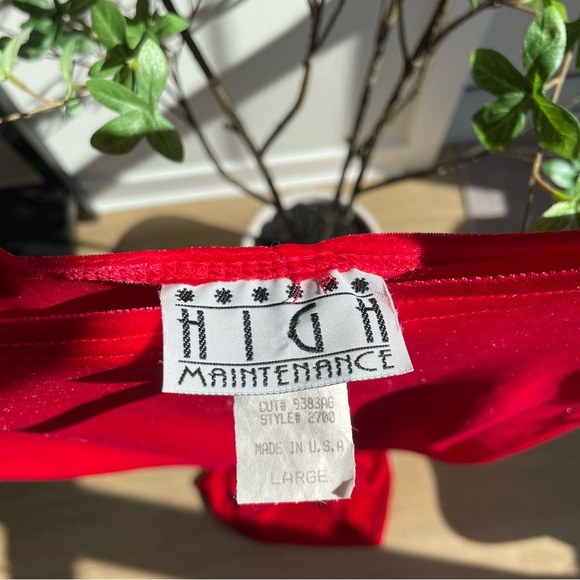 HIGH
MAINTENANCE
CUT# 9383AG
STYLE# 2700
MADE IN U.S.A
LARGE